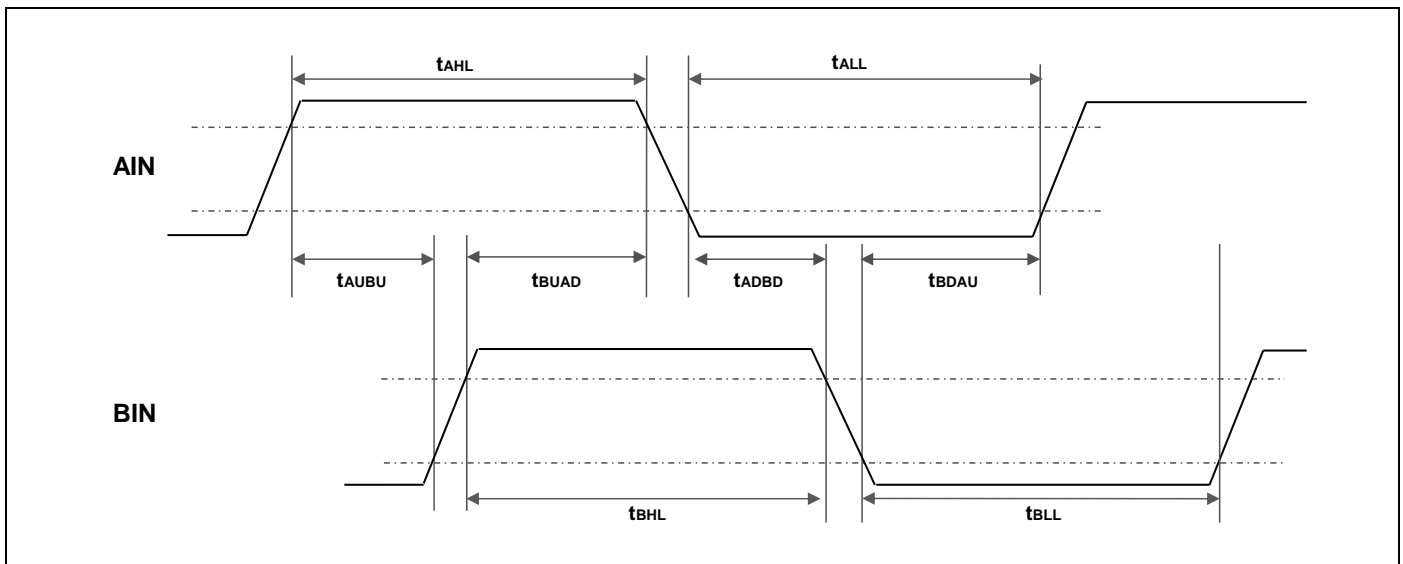 tAHL
tALL
AIN
tAUBU
tBUAD
tADBD
tBDAU
BIN
tBHL
tBLL